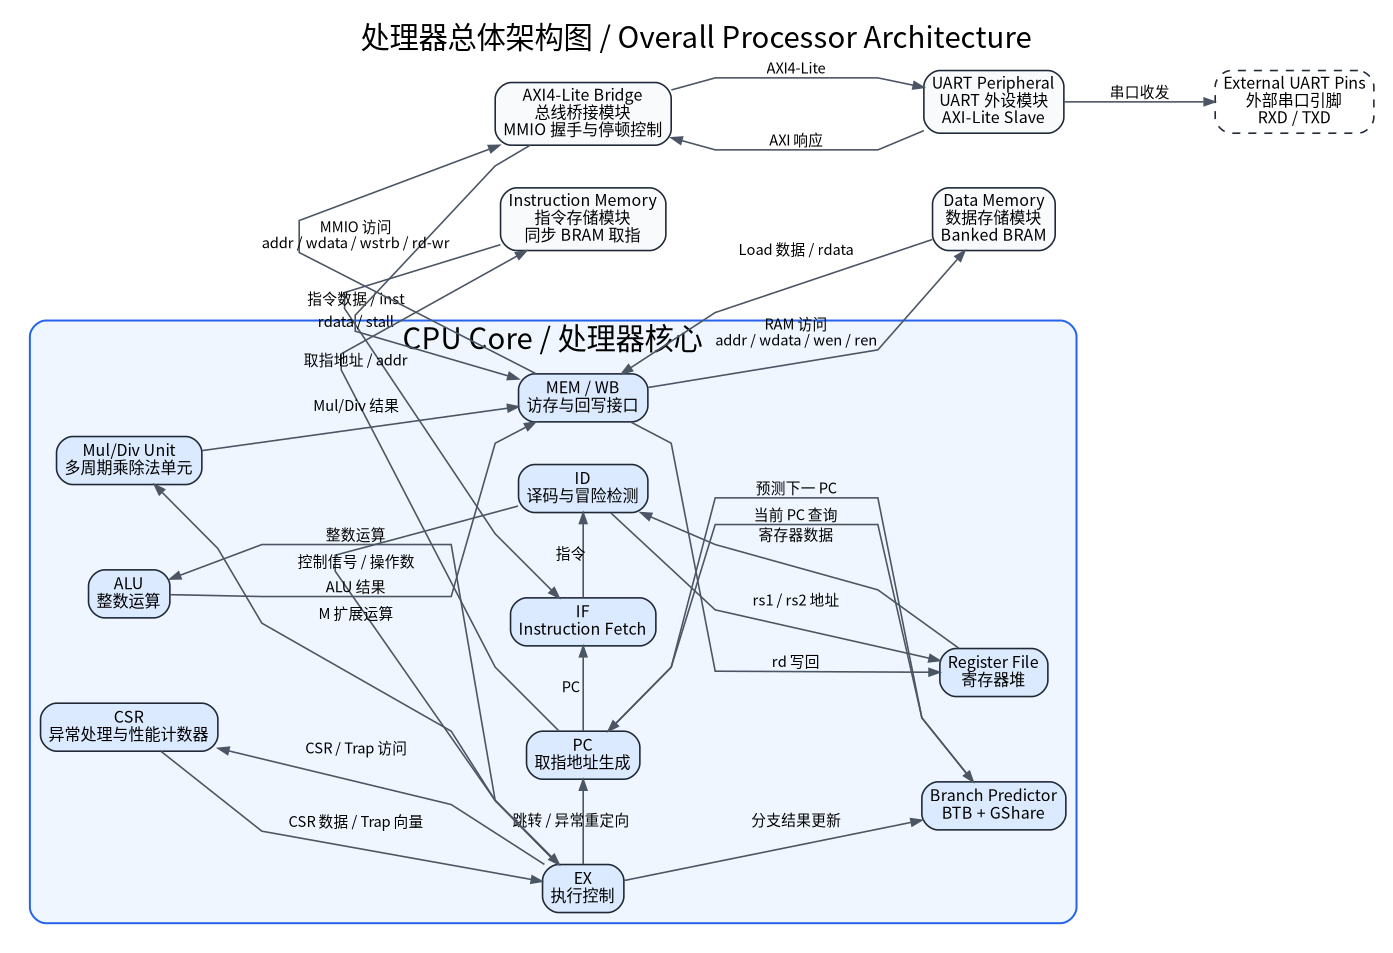 处理器总体架构图 / Overall Processor Architecture
AXI4-Lite
AXI4-Lite Bridge
总线桥接模块
MMIO 握手与停顿控制
UART Peripheral
UART 外设模块
AXI-Lite Slave
串口收发
External UART Pins
外部串口引脚
RXD / TXD
AXI 响应
Instruction Memory
指令存储模块
同步 BRAM 取指
Data Memory
数据存储模块
Banked BRAM
MMIO 访问
addr / wdata / wstrb / rd-wr
Load 数据 / rdata
指令数据 / inst
rdata / stall
RAM 访问
addr / wdata / wen / ren
CPU Core / 处理器核心
取指地址 / addr
MEM / WB
访存与回写接口
Mul/Div 结果
Mul/Div Unit
多周期乘除法单元
ID
译码与冒险检测
预测下一 PC
当前 PC 查询
寄存器数据
整数运算
指令
控制信号 / 操作数
ALU
整数运算
ALU 结果
M 扩展运算
rs1 / rs2 地址
IF
Instruction Fetch
rd 写回
Register File
寄存器堆
PC
CSR
异常处理与性能计数器
CSR / Trap 访问
PC
取指地址生成
Branch Predictor
BTB + GShare
CSR 数据 / Trap 向量
跳转 / 异常重定向
分支结果更新
EX
执行控制